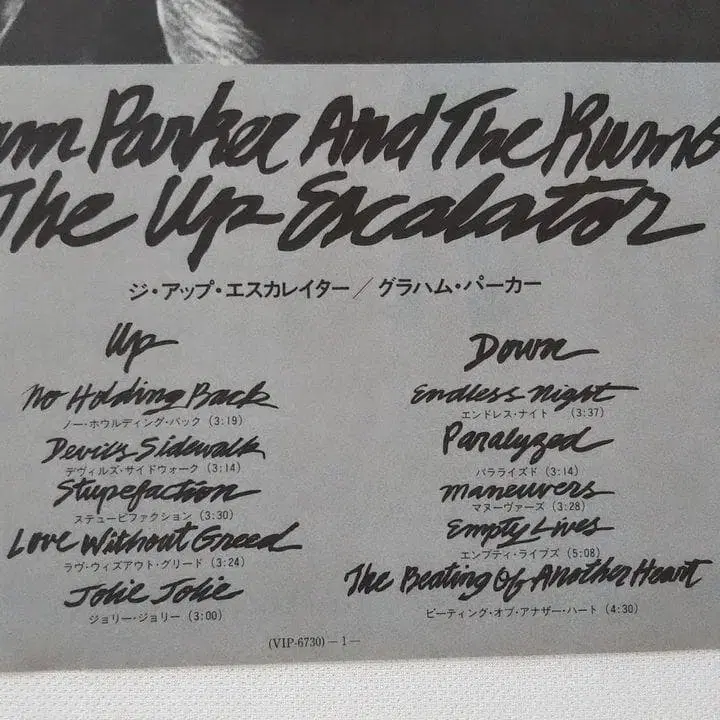 am Parker And The Rumo
The Up Escalator
ジ・アップ・エスカレイター／グラハム・パーカー
Up
No Holding Back
ノー・ホウルディング・バック (3:19)
Devil's Sidewalk
デヴィルズ・サイドウォーク (3:14)
Stupefaction
ステューピファクション (3:30)
Love Without Greed
ラヴ・ウィズアウト・グリード (3:24)
Jolie Jolie
ジョリー・ジョリー (3:00)
Down
Endless Night
エンドレス・ナイト (3:37)
Paralyzed
パラライズド (3:14)
Maneuvers
マヌーヴァーズ (3:28)
Empty Lives
エンプティ・ライブズ (5:08)
The Beating Of Another Heart
ビーティング・オブ・アナザー・ハート (4:30)
(VIP-6730) —1—